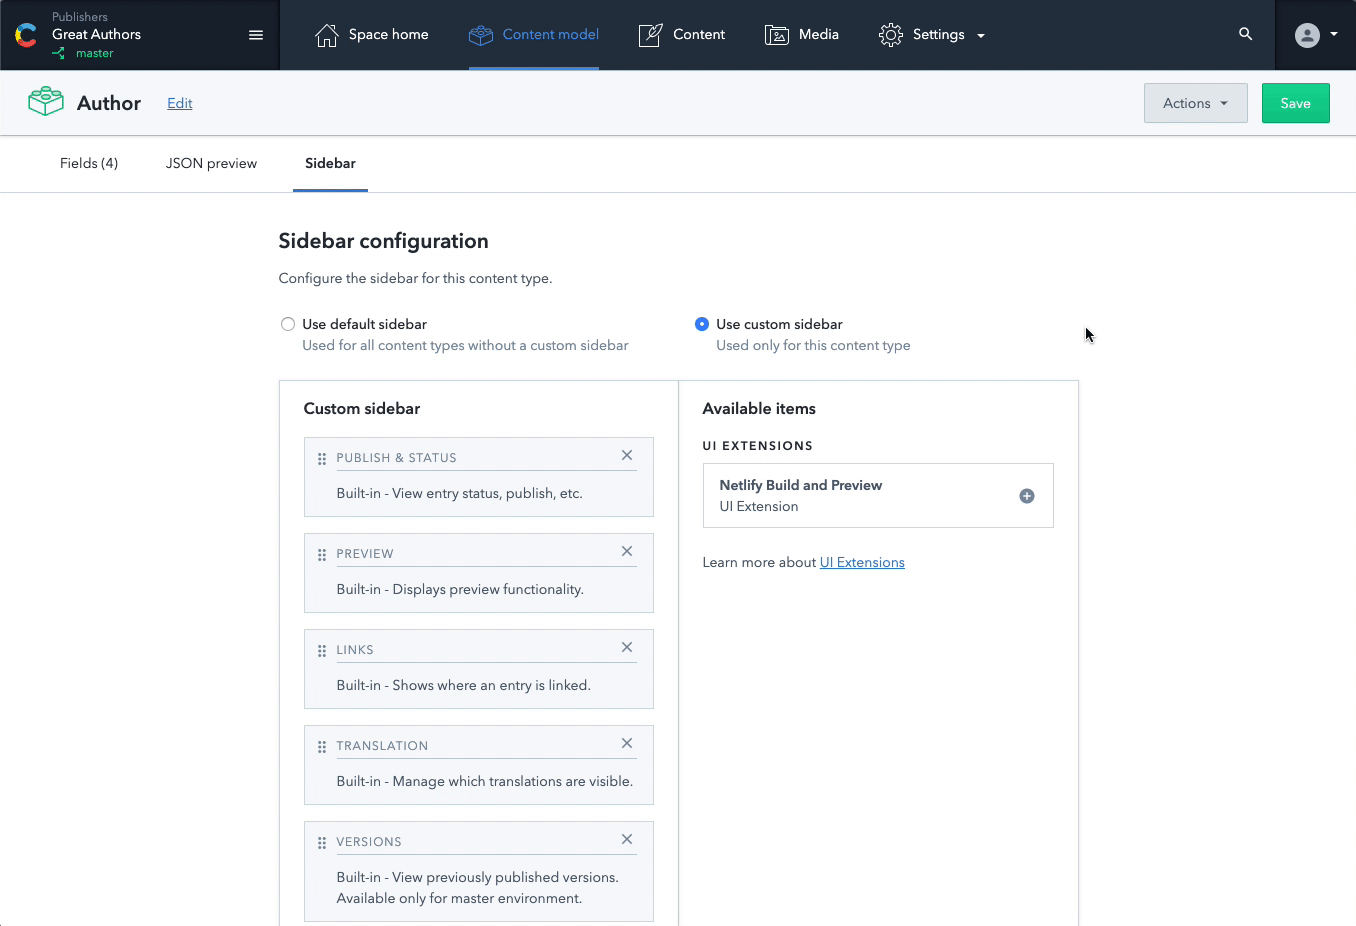 Publishers
Great Authors
master
Space home
Content model
Content
Media
Settings
Author
Edit
Actions
Save
Fields (4)
JSON preview
Sidebar
Sidebar configuration
Configure the sidebar for this content type.
Use default sidebar
Used for all content types without a custom sidebar
Use custom sidebar
Used only for this content type
Custom sidebar
PUBLISH & STATUS
Built-in - View entry status, publish, etc.
PREVIEW
Built-in - Displays preview functionality.
LINKS
Built-in - Shows where an entry is linked.
TRANSLATION
Built-in - Manage which translations are visible.
VERSIONS
Built-in - View previously published versions.
Available only for master environment.
Available items
UI EXTENSIONS
Netlify Build and Preview
UI Extension
Learn more about UI Extensions